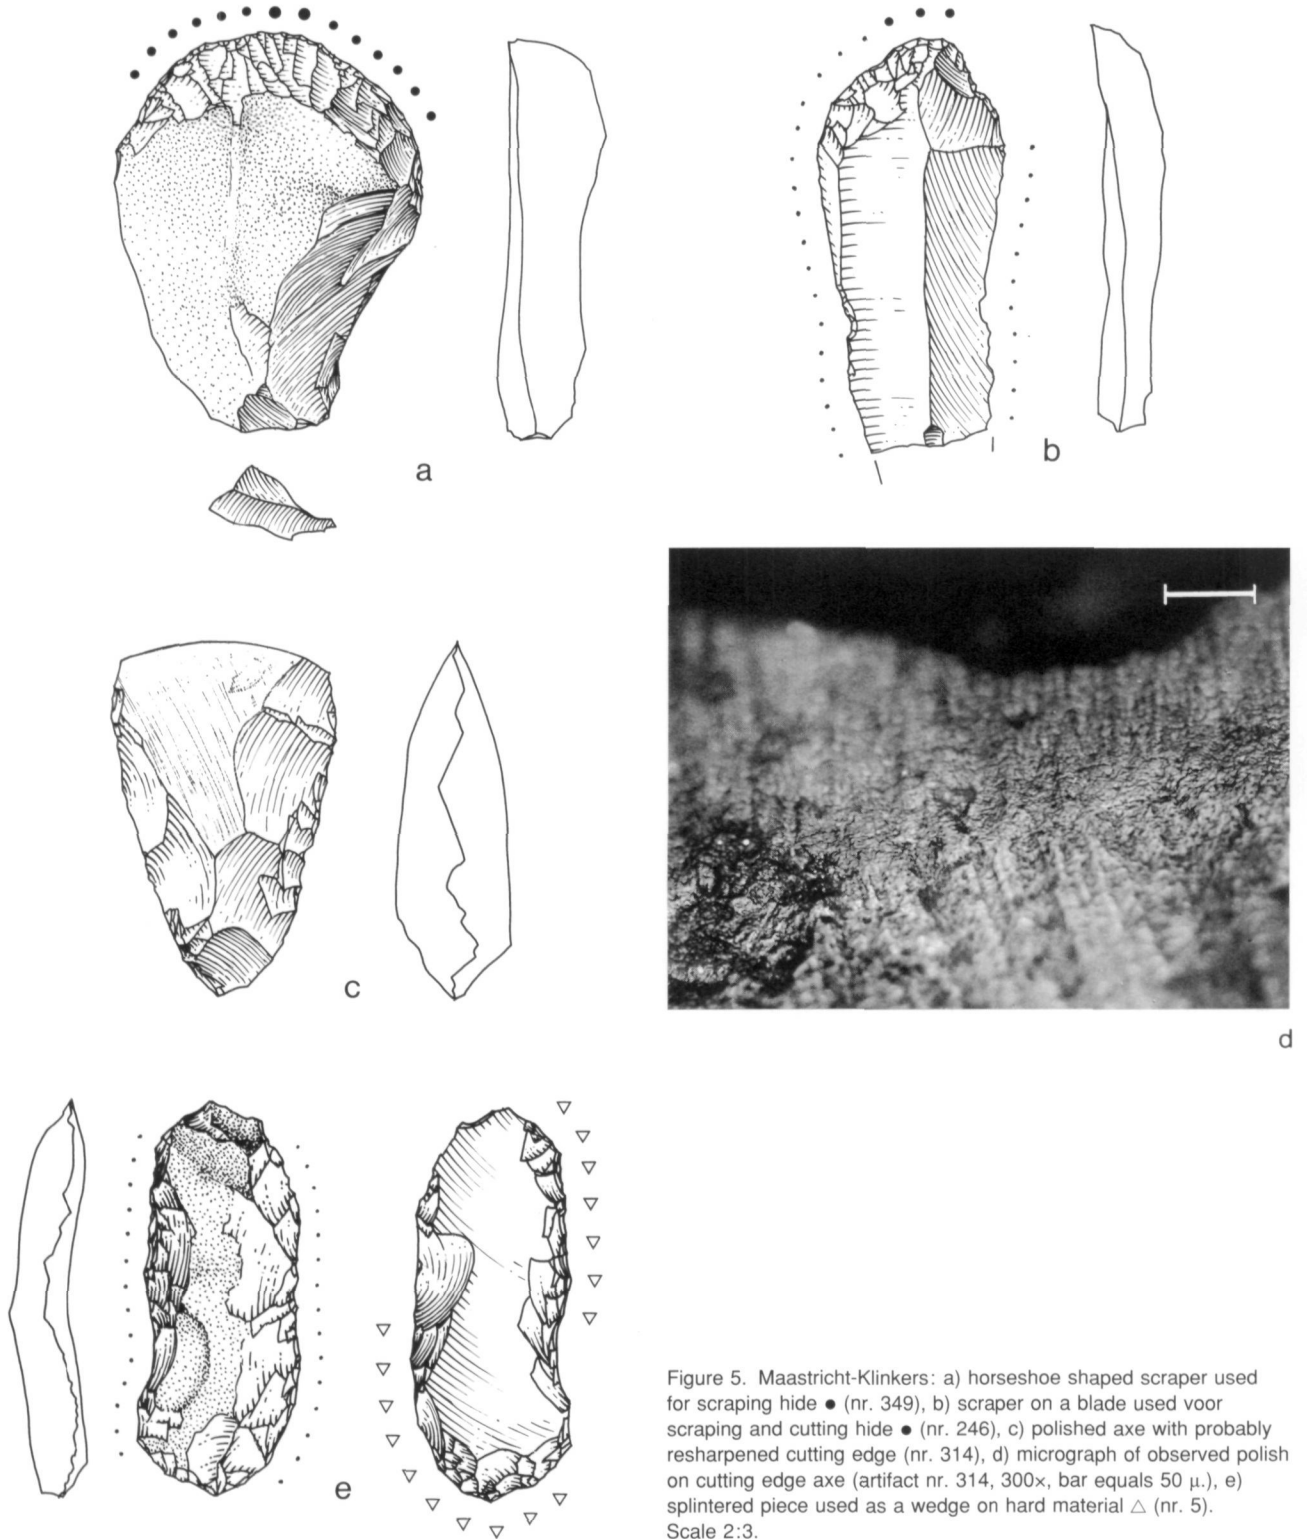 a
b
c
d
e
Figure 5. Maastricht-Klinkers: a) horseshoe shaped scraper used
for scraping hide ● (nr. 349), b) scraper on a blade used voor
scraping and cutting hide ● (nr. 246), c) polished axe with probably
resharpened cutting edge (nr. 314), d) micrograph of observed polish
on cutting edge axe (artifact nr. 314, 300×, bar equals 50 µ.), e)
splintered piece used as a wedge on hard material △ (nr. 5).
Scale 2:3.